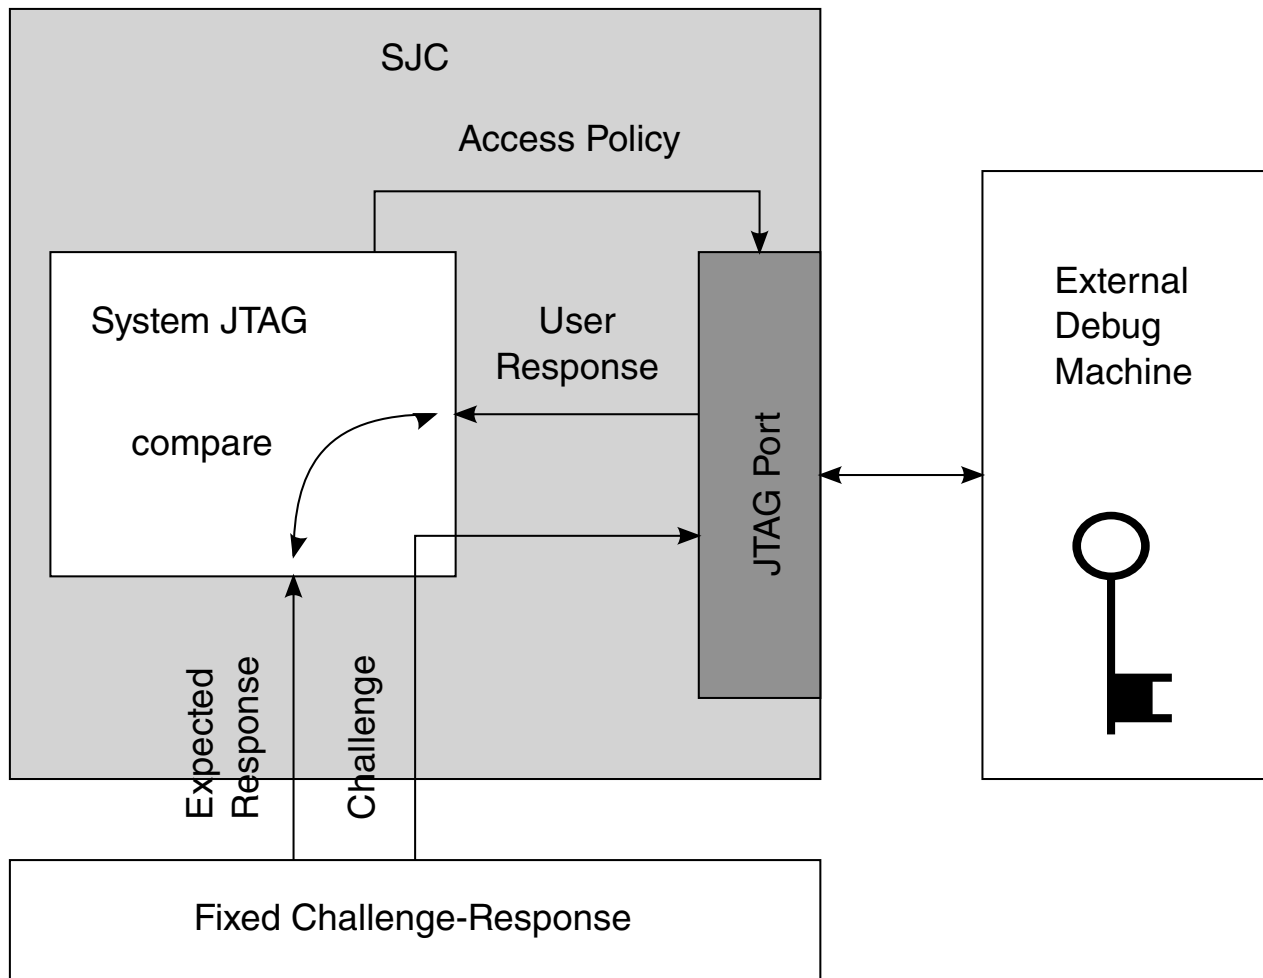 SJC
Access Policy
System JTAG
compare
User
Response
JTAG Port
External
Debug
Machine
Expected
Response
Challenge
Fixed Challenge-Response